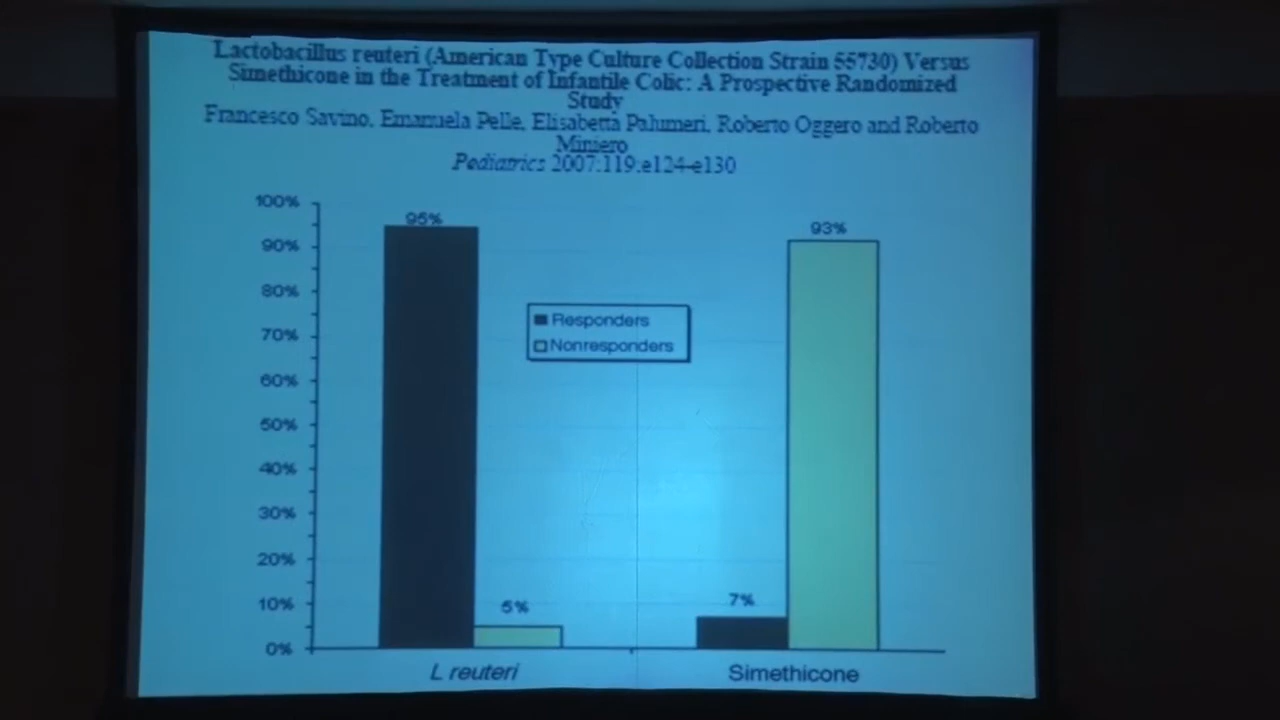 Lactobacillus reuteri (American Type Culture Collection Strain 55730) Versus
Simethicone in the Treatment of Infantile Colic: A Prospective Randomized
Study
Francesco Savino, Emanuela Pelle, Elisabetta Palumeri, Roberto Oggero and Roberto
Miniero
Pediatrics 2007;119;e124-e130
100%
90%
80%
70%
60%
50%
40%
30%
20%
10%
0%
95%
5%
7%
93%
Responders
Nonresponders
L reuteri
Simethicone